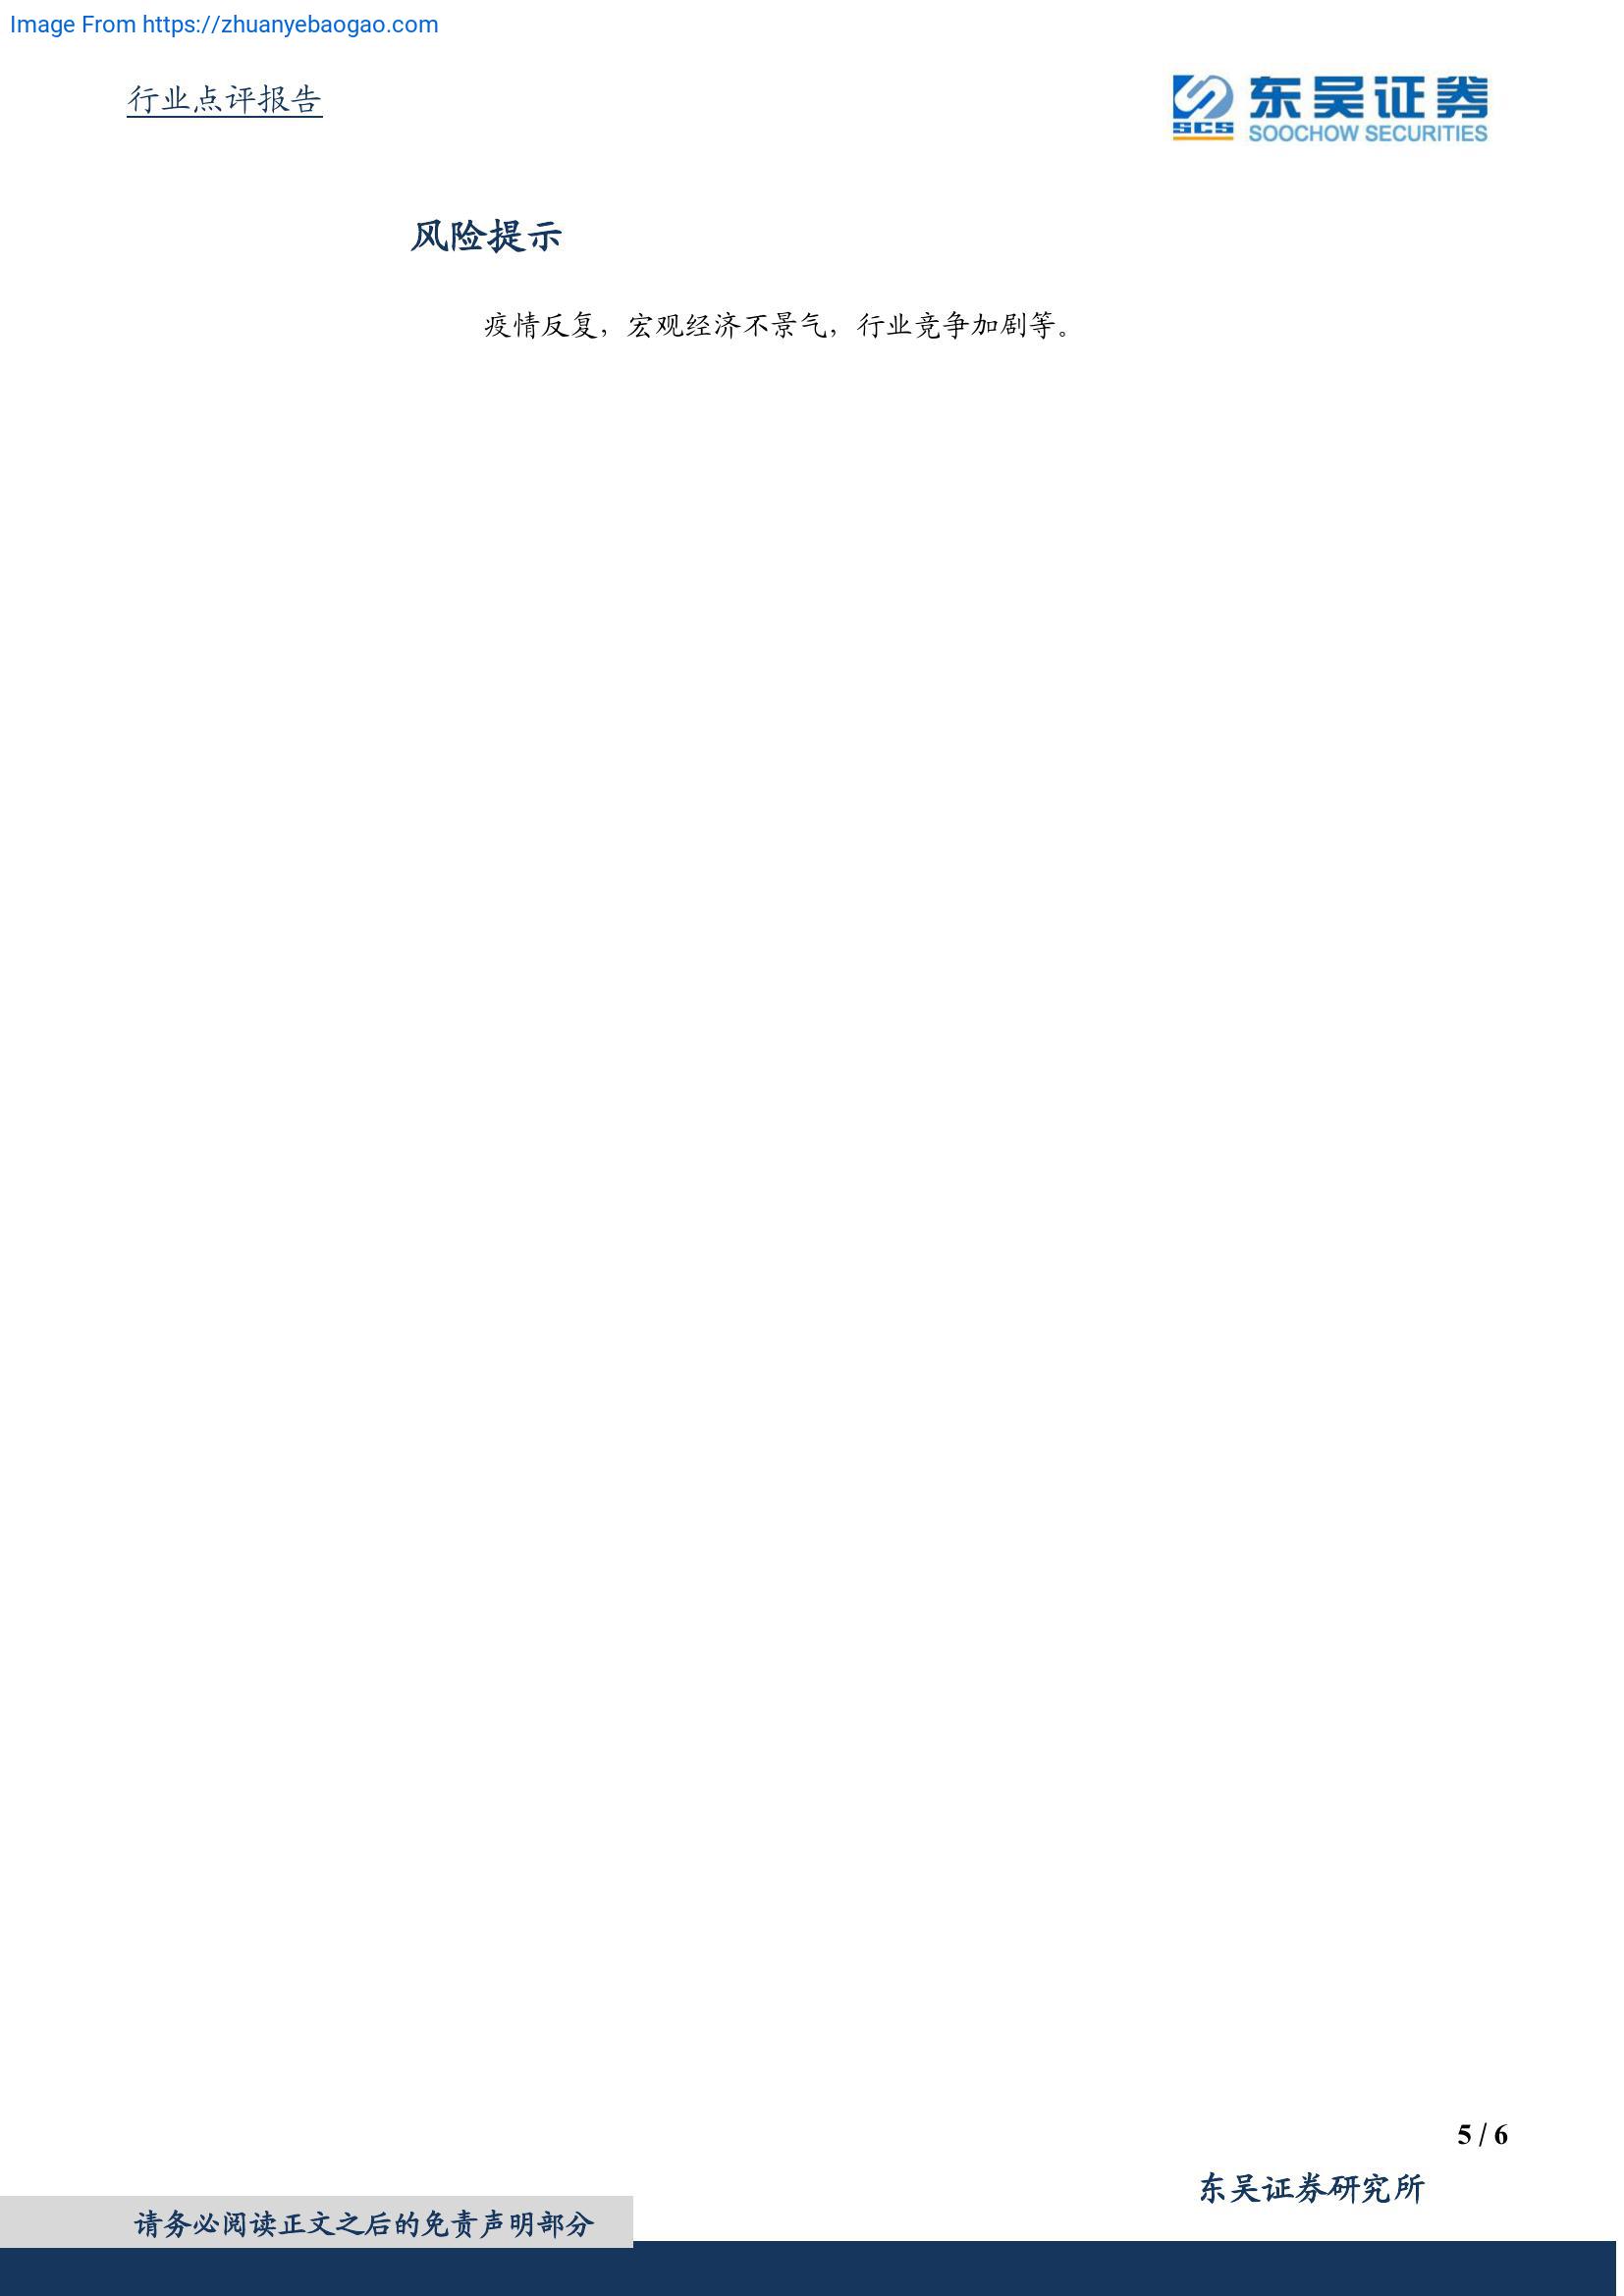 Image From https://zhuanyebaogao.com
行业点评报告
东吴证券
SCS
SOOCHOW SECURITIES
风险提示
疫情反复，宏观经济不景气，行业竞争加剧等。
5 / 6
东吴证券研究所
请务必阅读正文之后的免责声明部分